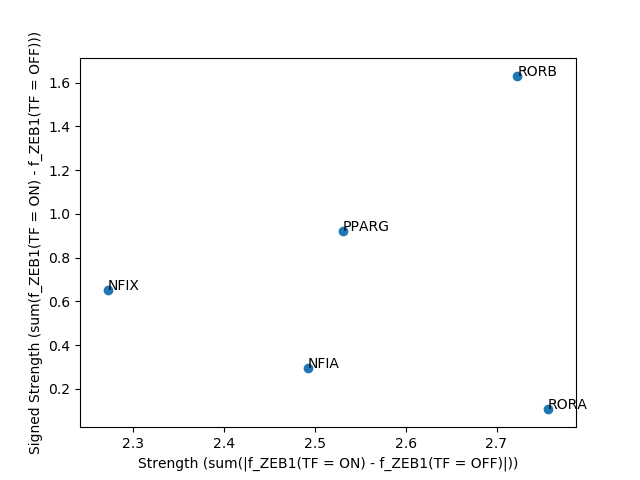 Signed Strength (sum(f_ZEB1(TF = ON) - f_ZEB1(TF = OFF)))
1.6
1.4
1.2
1.0
0.8
0.6
0.4
0.2
RORB
PPARG
NFIX
NFIA
RORA
2.3 2.4 2.5 2.6 2.7
Strength (sum(|f_ZEB1(TF = ON) - f_ZEB1(TF = OFF)|))